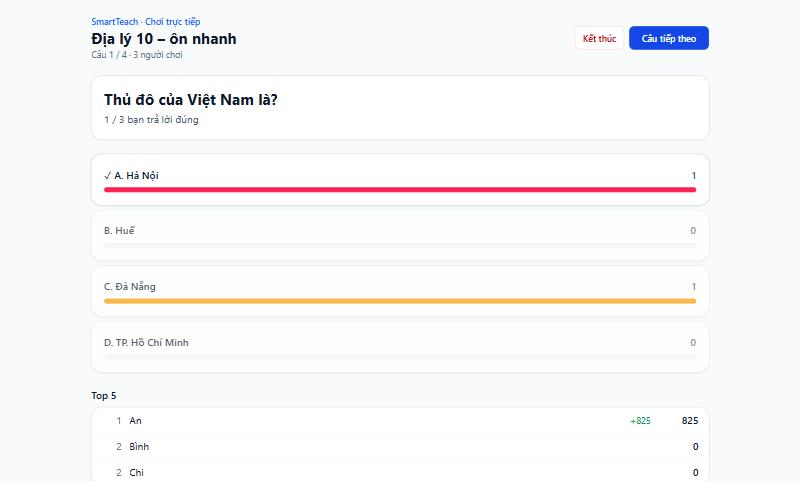 SmartTeach · Chơi trực tiếp
Địa lý 10 – ôn nhanh
Câu 1 / 4 · 3 người chơi
Kết thúc
Câu tiếp theo
Thủ đô của Việt Nam là?
1 / 3 bạn trả lời đúng
✓ A. Hà Nội 1
B. Huế 0
C. Đà Nẵng 1
D. TP. Hồ Chí Minh 0
Top 5
1 An +825 825
2 Bình 0
2 Chi 0